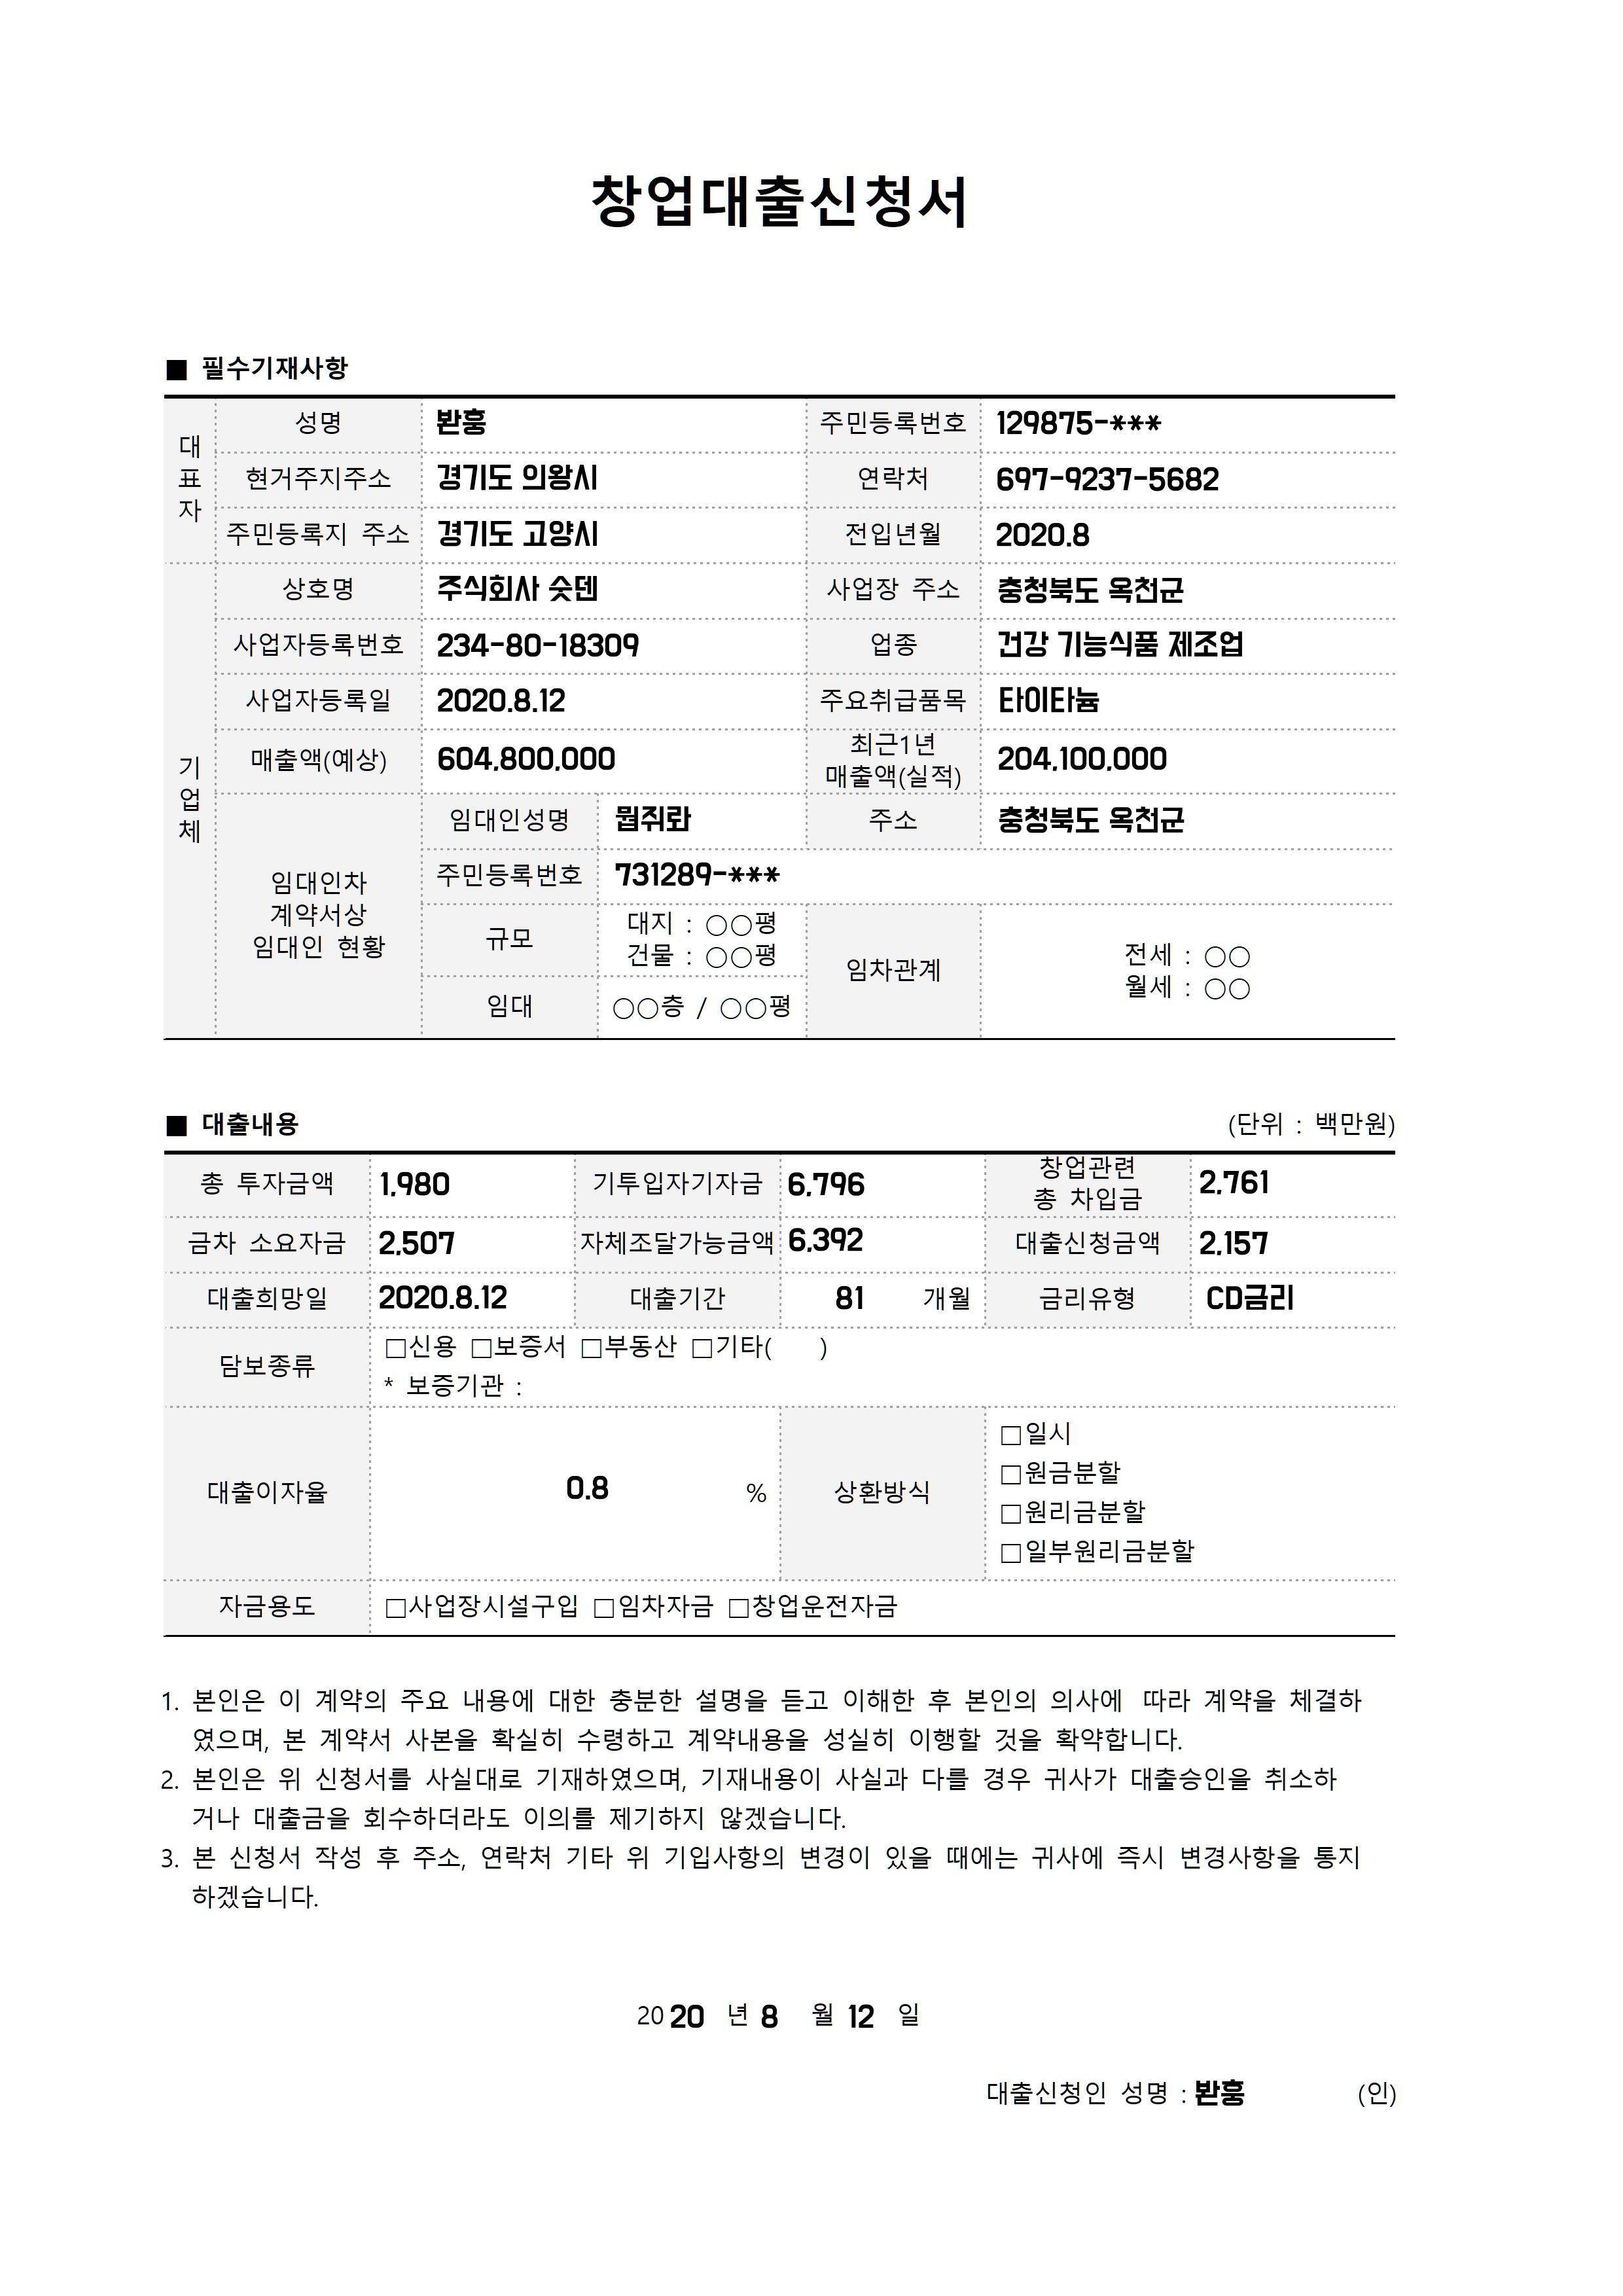 창업대출신청서
■ 필수기재사항
대표자
성명 봔훙 주민등록번호 129875-***
현거주지주소 경기도 의왕시 연락처 697-9237-5682
주민등록지 주소 경기도 고양시 전입년월 2020.8
기업체
상호명 주식회사 숫덴 사업장 주소 충청북도 옥천군
사업자등록번호 234-80-18309 업종 건강 기능식품 제조업
사업자등록일 2020.8.12 주요취급품목 타이타늄
매출액(예상) 604,800,000 최근1년
매출액(실적) 204,100,000
임대인차
계약서상
임대인 현황
임대인성명 뭡줘롸 주소 충청북도 옥천군
주민등록번호 731289-***
규모 대지 : ○○평
건물 : ○○평
임차관계 전세 : ○○
월세 : ○○
임대 ○○층 / ○○평
■ 대출내용 (단위 : 백만원)
총 투자금액 1,980 기투입자기자금 6,796 창업관련
총 차입금 2,761
금차 소요자금 2,507 자체조달가능금액 6,392 대출신청금액 2,157
대출희망일 2020.8.12 대출기간 81 개월 금리유형 CD금리
담보종류 □신용 □보증서 □부동산 □기타( )
* 보증기관 :
대출이자율 0.8 % 상환방식 □일시
□원금분할
□원리금분할
□일부원리금분할
자금용도 □사업장시설구입 □임차자금 □창업운전자금
1. 본인은 이 계약의 주요 내용에 대한 충분한 설명을 듣고 이해한 후 본인의 의사에 따라 계약을 체결하
였으며, 본 계약서 사본을 확실히 수령하고 계약내용을 성실히 이행할 것을 확약합니다.
2. 본인은 위 신청서를 사실대로 기재하였으며, 기재내용이 사실과 다를 경우 귀사가 대출승인을 취소하
거나 대출금을 회수하더라도 이의를 제기하지 않겠습니다.
3. 본 신청서 작성 후 주소, 연락처 기타 위 기입사항의 변경이 있을 때에는 귀사에 즉시 변경사항을 통지
하겠습니다.
20 20 년 8 월 12 일
대출신청인 성명 : 봔훙 (인)